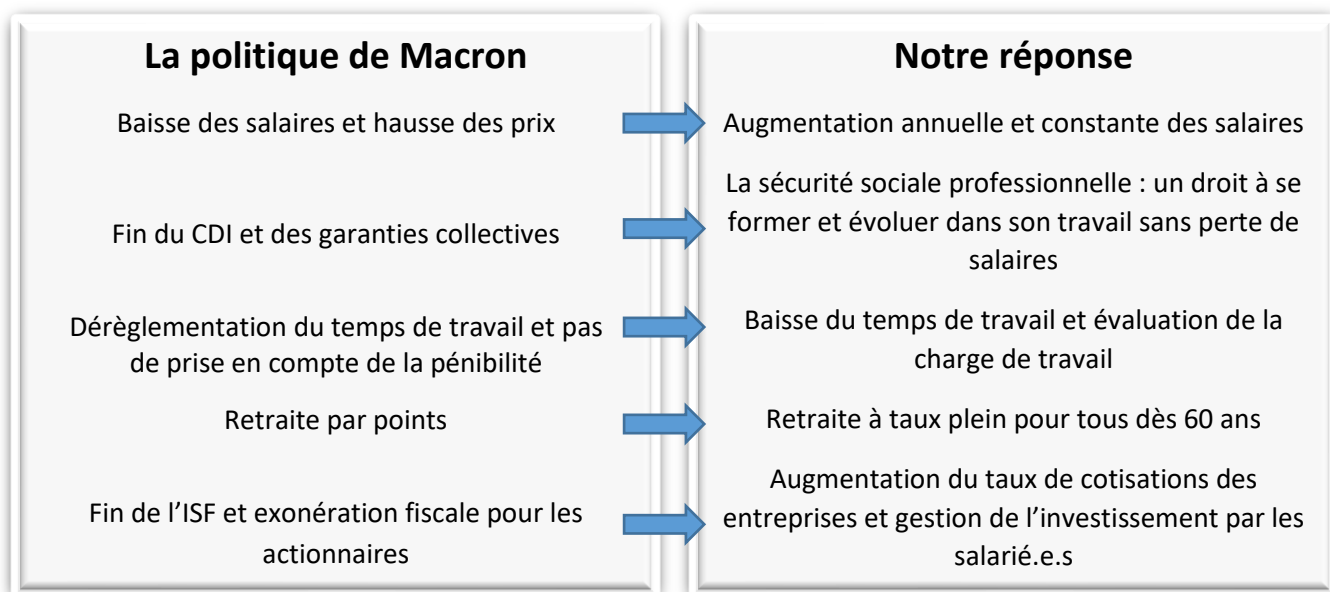 La politique de Macron
Baisse des salaires et hausse des prix
Fin du CDI et des garanties collectives
Dérèglementation du temps de travail et pas
de prise en compte de la pénibilité
Retraite par points
Fin de l’ISF et exonération fiscale pour les
actionnaires
Notre réponse
Augmentation annuelle et constante des salaires
La sécurité sociale professionnelle : un droit à se
former et évoluer dans son travail sans perte de
salaires
Baisse du temps de travail et évaluation de la
charge de travail
Retraite à taux plein pour tous dès 60 ans
Augmentation du taux de cotisations des
entreprises et gestion de l’investissement par les
salarié.e.s